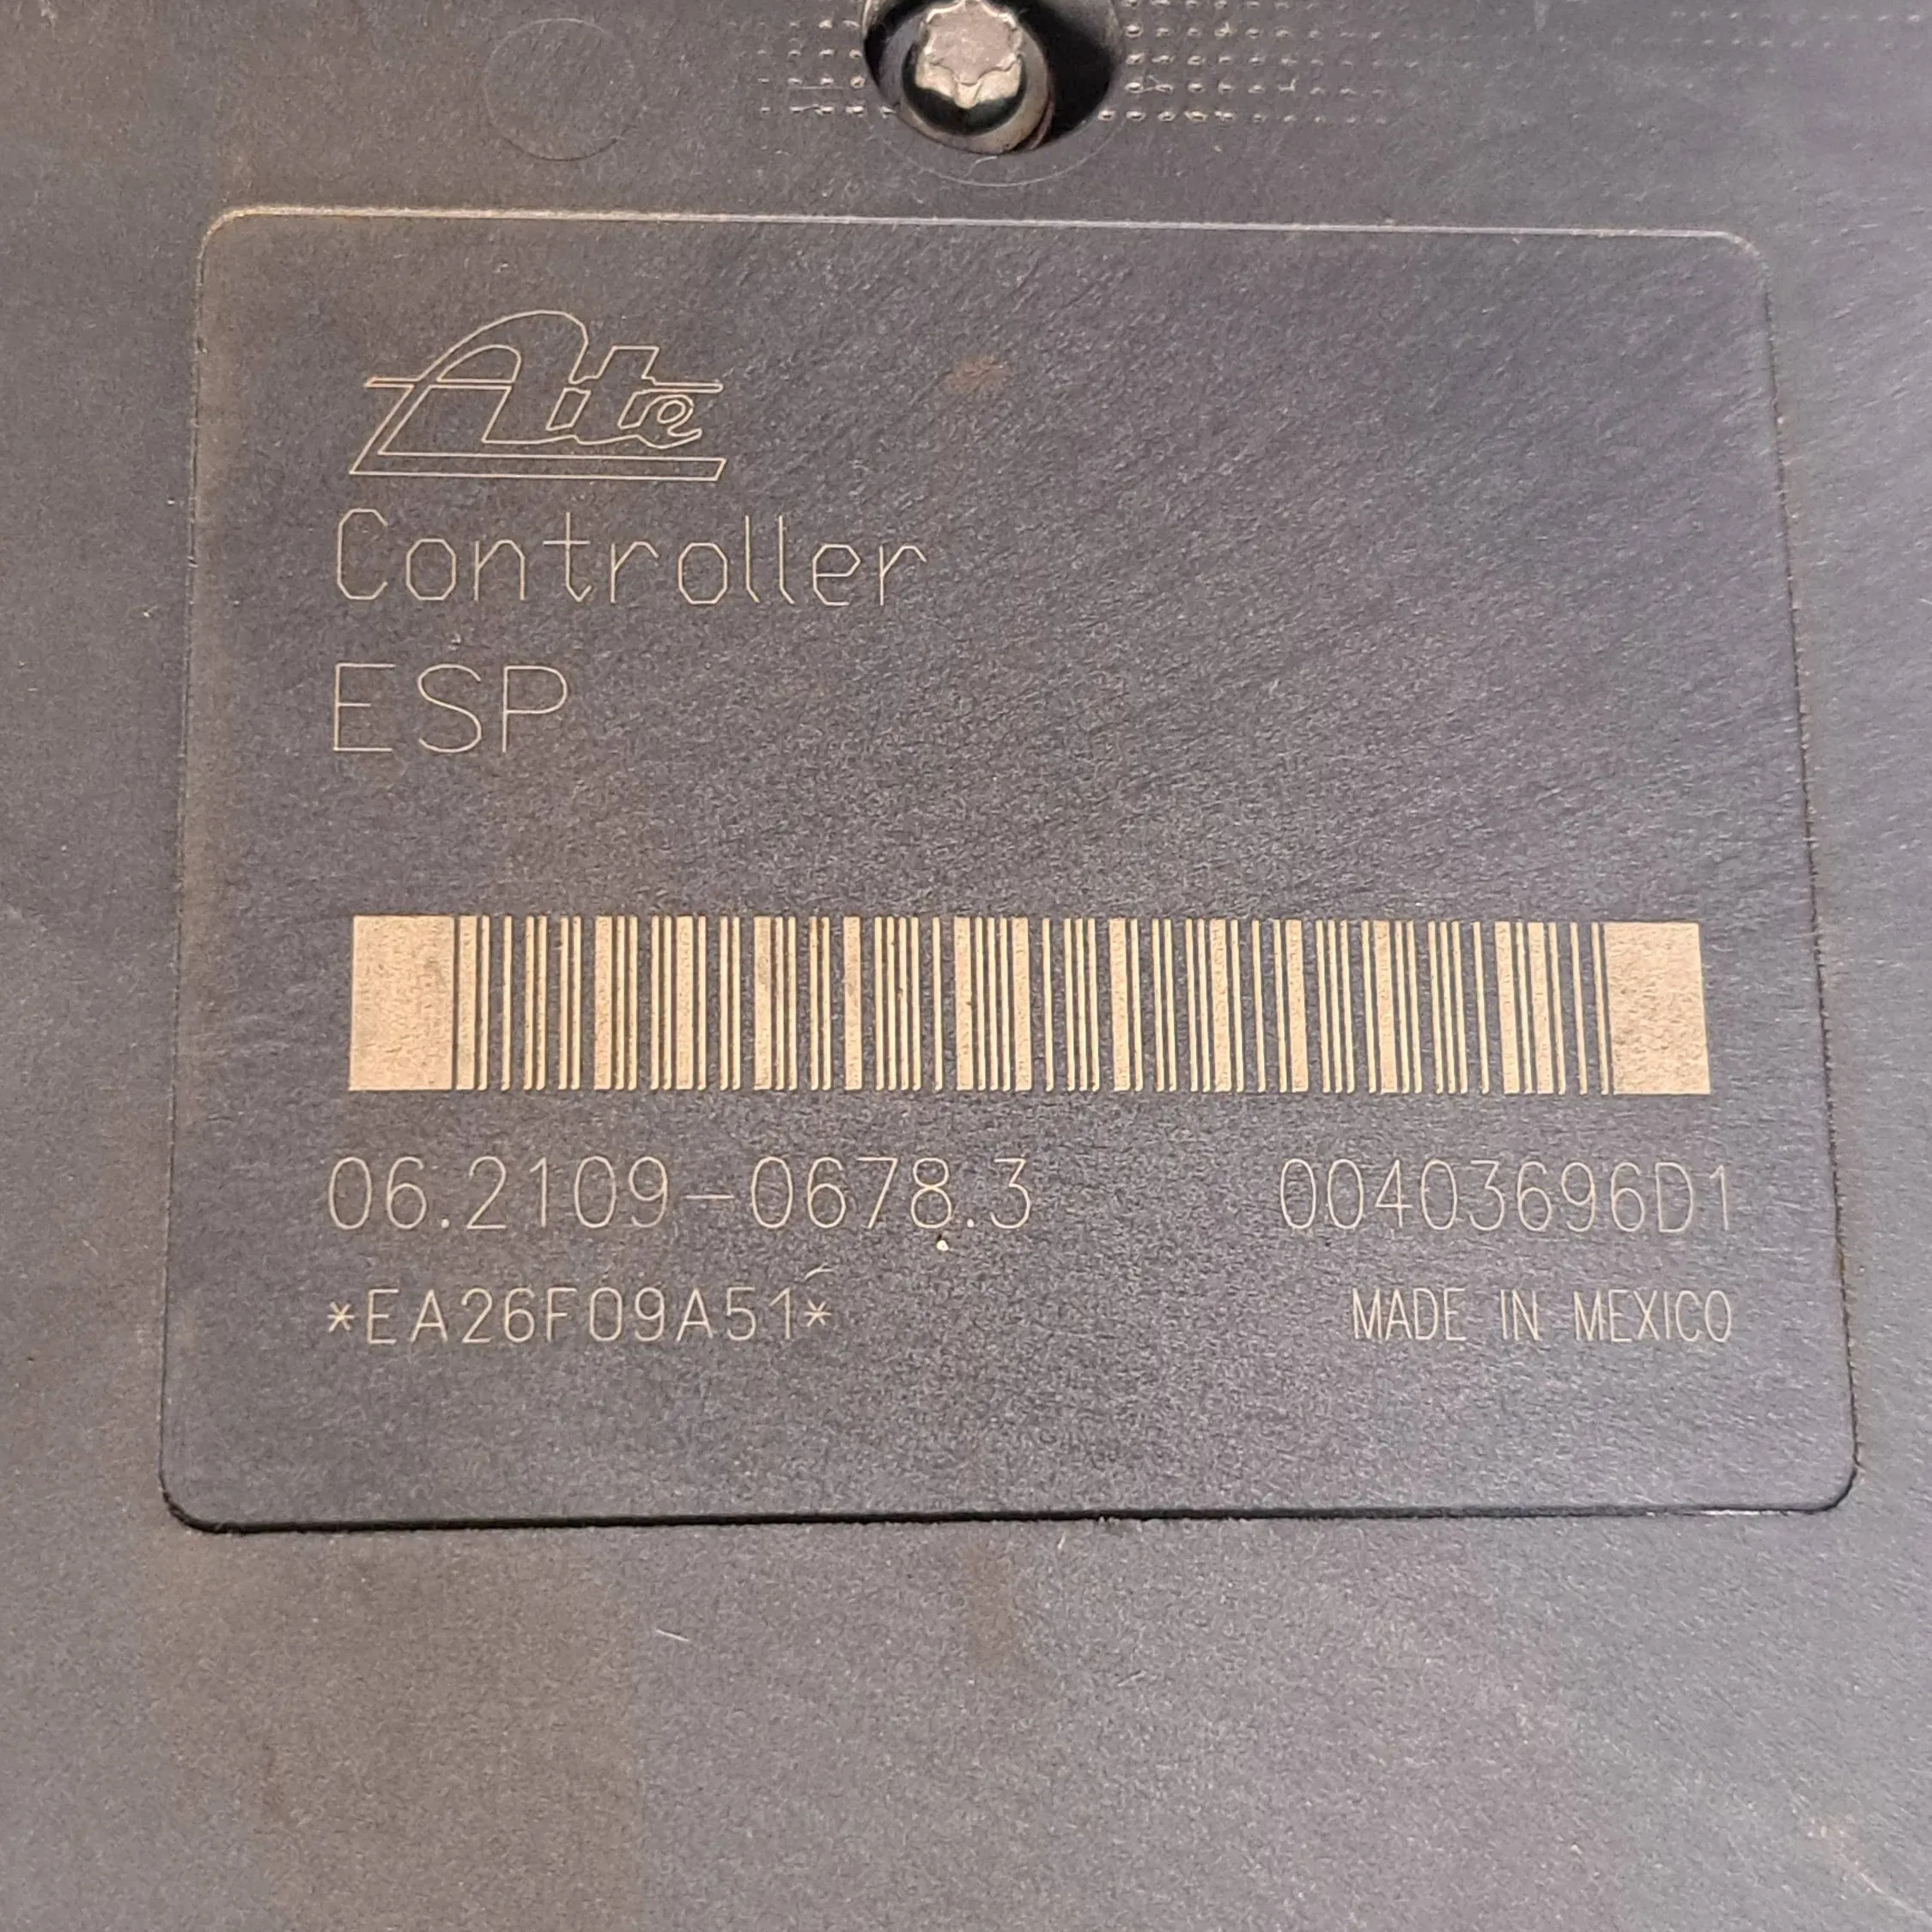 Ate
Controller
ESP
06.2109-0678.3 00403696D1
*EA26F09A51* MADE IN MEXICO